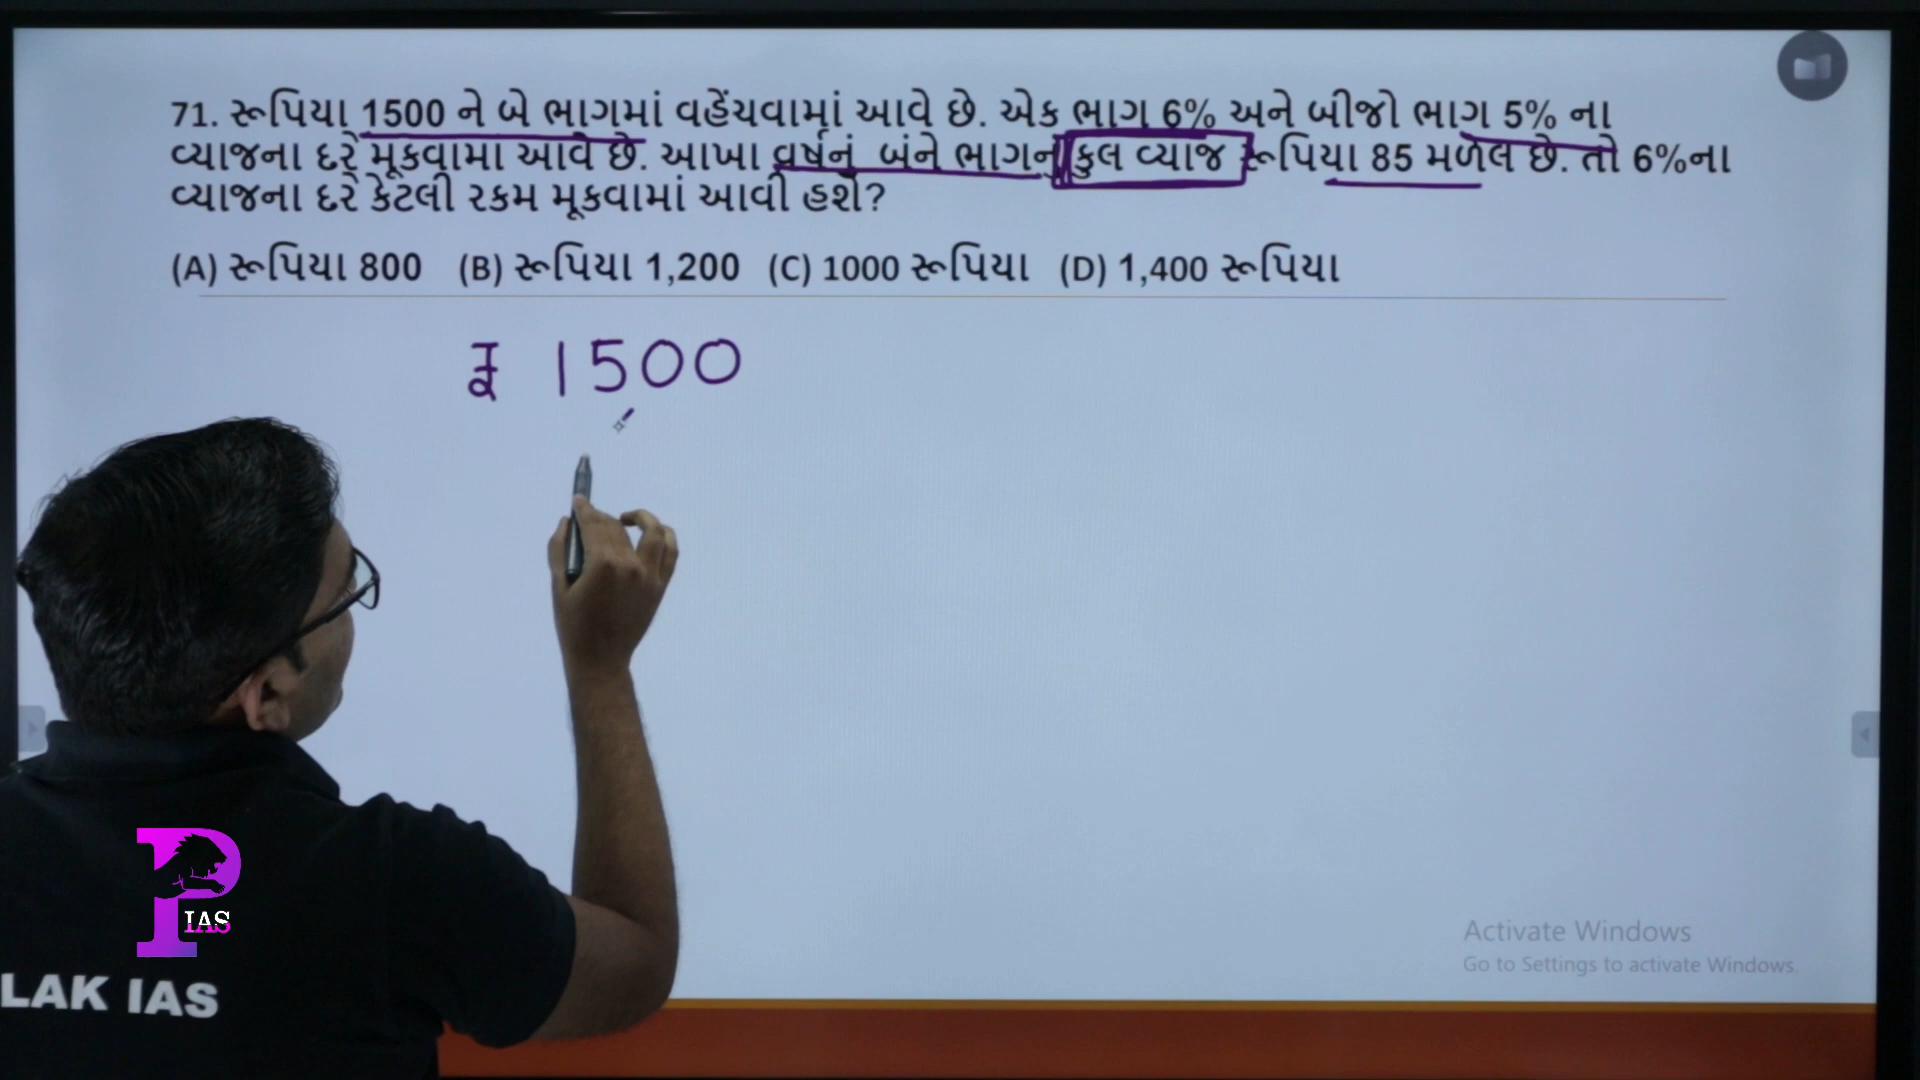 71. રૂપિયા 1500 ને બે ભાગમાં વહેંચવામાં આવે છે. એક ભાગ 6% અને બીજો ભાગ 5% ના
વ્યાજના દરે મૂકવામા આવે છે. આખા વર્ષનું બંને ભાગનુ કુલ વ્યાજ રૂપિયા 85 મળેલ છે. તો 6%ના
વ્યાજના દરે કેટલી રકમ મૂકવામાં આવી હશે?
(A) રૂપિયા 800 (B) રૂપિયા 1,200 (C) 1000 રૂપિયા (D) 1,400 રૂપિયા
₹ 1500
P IAS
LAK IAS
Activate Windows
Go to Settings to activate Windows.